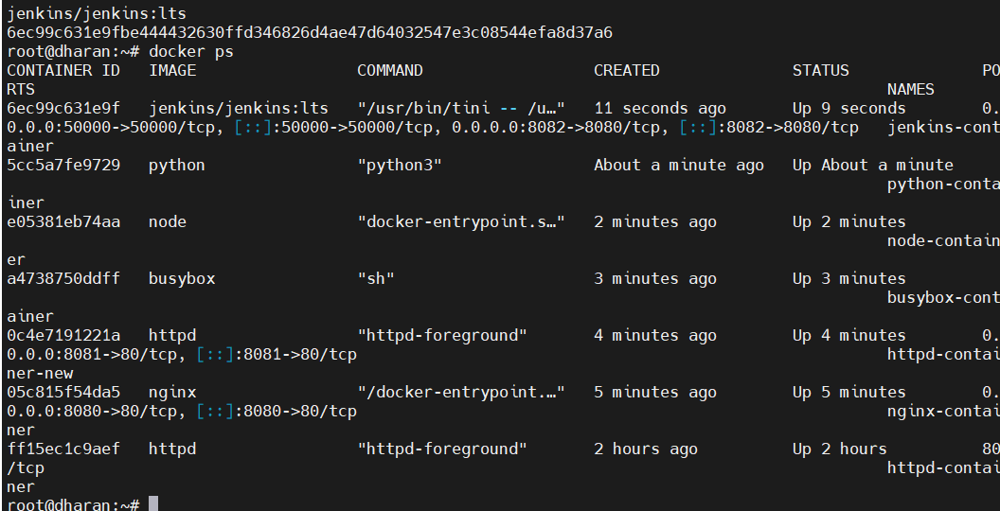 jenkins/jenkins:lts
6ec99c631e9fbe444432630ffd346826d4ae47d64032547e3c08544efa8d37a6
root@dharan:~# docker ps
CONTAINER ID   IMAGE                 COMMAND                  CREATED              STATUS              PO
RTS                                                                                          NAMES
6ec99c631e9f   jenkins/jenkins:lts   "/usr/bin/tini -- /u…"   11 seconds ago       Up 9 seconds        0.
0.0.0:50000->50000/tcp, [::]:50000->50000/tcp, 0.0.0.0:8082->8080/tcp, [::]:8082->8080/tcp   jenkins-cont
ainer
5cc5a7fe9729   python                "python3"                About a minute ago   Up About a minute
                                                                                             python-conta
iner
e05381eb74aa   node                  "docker-entrypoint.s…"   2 minutes ago        Up 2 minutes
                                                                                             node-contain
er
a4738750ddff   busybox               "sh"                     3 minutes ago        Up 3 minutes
                                                                                             busybox-cont
ainer
0c4e7191221a   httpd                 "httpd-foreground"       4 minutes ago        Up 4 minutes        0.
0.0.0:8081->80/tcp, [::]:8081->80/tcp                                                        httpd-contai
ner-new
05c815f54da5   nginx                 "/docker-entrypoint.…"   5 minutes ago        Up 5 minutes        0.
0.0.0:8080->80/tcp, [::]:8080->80/tcp                                                        nginx-contai
ner
ff15ec1c9aef   httpd                 "httpd-foreground"       2 hours ago          Up 2 hours          80
/tcp                                                                                         httpd-contai
ner
root@dharan:~#